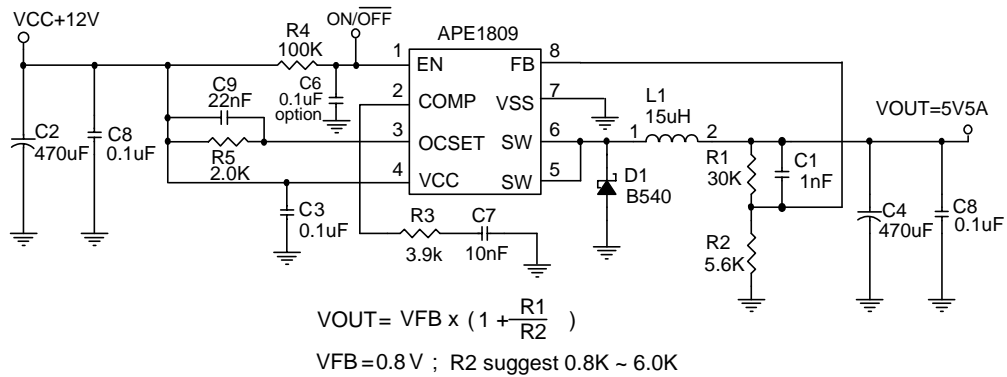 VCC+12V
R4
100K
ON/OFF
APE1809
1
EN
FB
8
C6
0.1uF
option
2
COMP
VSS
7
C9
22nF
3
OCSET
SW
6
R5
2.0K
4
VCC
SW
5
C2
470uF
C8
0.1uF
C3
0.1uF
R3
3.9k
C7
10nF
L1
15uH
1
2
D1
B540
R1
30K
C1
1nF
R2
5.6K
VOUT=5V5A
C4
470uF
C8
0.1uF
VOUT= VFB x (1 + R1
R2 )
VFB=0.8V ; R2 suggest 0.8K ~ 6.0K